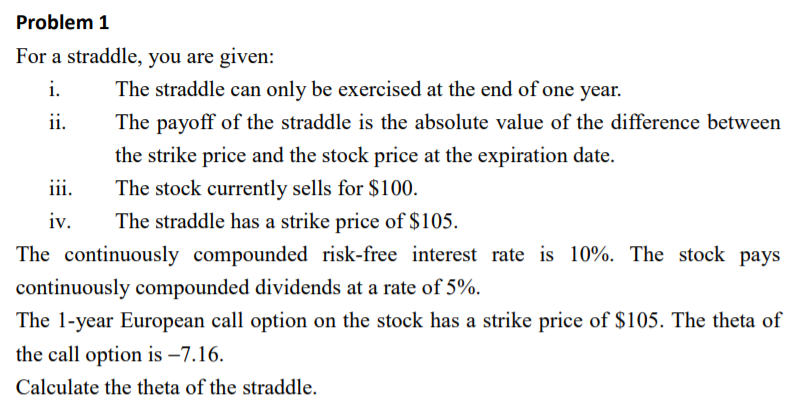 Problem 1
For a straddle, you are given:
i. The straddle can only be exercised at the end of one year.
ii. The payoff of the straddle is the absolute value of the difference between
the strike price and the stock price at the expiration date.
iii. The stock currently sells for $100.
iv. The straddle has a strike price of $105.
The continuously compounded risk-free interest rate is 10%. The stock pays
continuously compounded dividends at a rate of 5%.
The 1-year European call option on the stock has a strike price of $105. The theta of
the call option is –7.16.
Calculate the theta of the straddle.